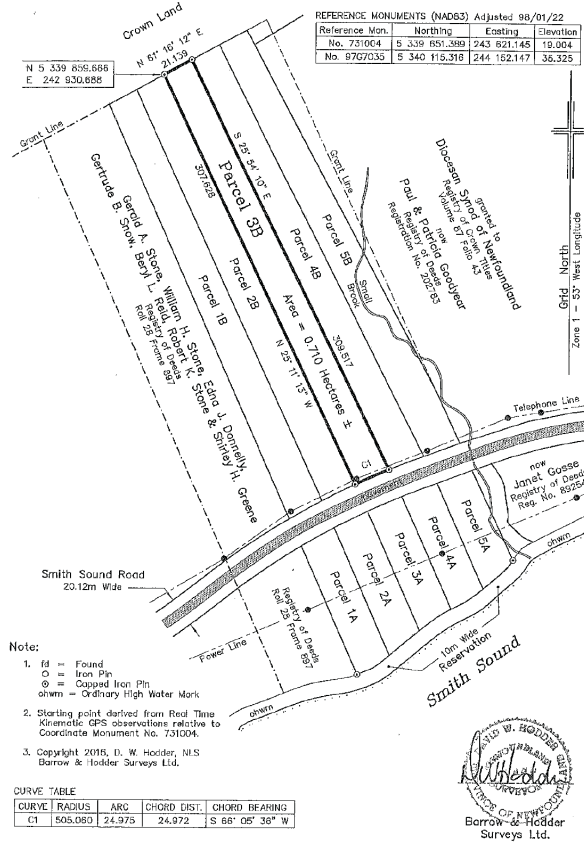 Crown Land
REFERENCE MONUMENTS (NAD83) Adjusted 98/01/22
Reference Mon. Northing Easting Elevation
No. 731004 5 339 651.389 243 621.145 19.004
No. 97G7035 5 340 115.316 244 152.147 35.325
N 61° 16' 12" E
21.139
N 5 339 859.666
E 242 930.688
Grant Line
Grant Line
S 25° 54' 10" E
307.628
Parcel 3B
Parcel 4B
Parcel 5B
Parcel 2B
Parcel 1B
Area = 0.710 Hectares ±
N 25° 11' 13" W
309.517
C1
Small
Brook
Gerald A. Stone, William H. Stone, Edna J. Donnelly,
Gertrude B. Snow, Beryl L. Reid, Robert K. Stone & Shirley H. Greene
Registry of Deeds
Roll 28 Frame 897
granted to
Diocesan Synod of Newfoundland
Registry of Crown Titles
Volume 87 Folio 43
now
Paul & Patricia Goodyear
Registry of Deeds
Registration No. 502783
Grid North
Zone 1 - 53° West Longitude
Telephone Line
now
Janet Gosse
Registry of Deeds
Reg. No. 89254
Smith Sound Road
20.12m Wide
Pavement
Parcel 1A
Parcel 2A
Parcel 3A
Parcel 4A
Parcel 5A
Registry of Deeds
Roll 28 Frame 897
Power Line
ohwm
ohwm
10m Wide
Reservation
Smith Sound
Note:
1. fd = Found
O = Iron Pin
⊙ = Capped Iron Pin
ohwm = Ordinary High Water Mark
2. Starting point derived from Real Time
Kinematic GPS observations relative to
Coordinate Monument No. 731004.
3. Copyright 2016, D. W. Hodder, NLS
Barrow & Hodder Surveys Ltd.
CURVE TABLE
CURVE RADIUS ARC CHORD DIST. CHORD BEARING
C1 505.060 24.975 24.972 S 66° 05' 36" W
DAVID W. HODDER
NEWFOUNDLAND
SURVEYOR
PROVINCE OF NEWFOUNDLAND
Barrow & Hodder
Surveys Ltd.